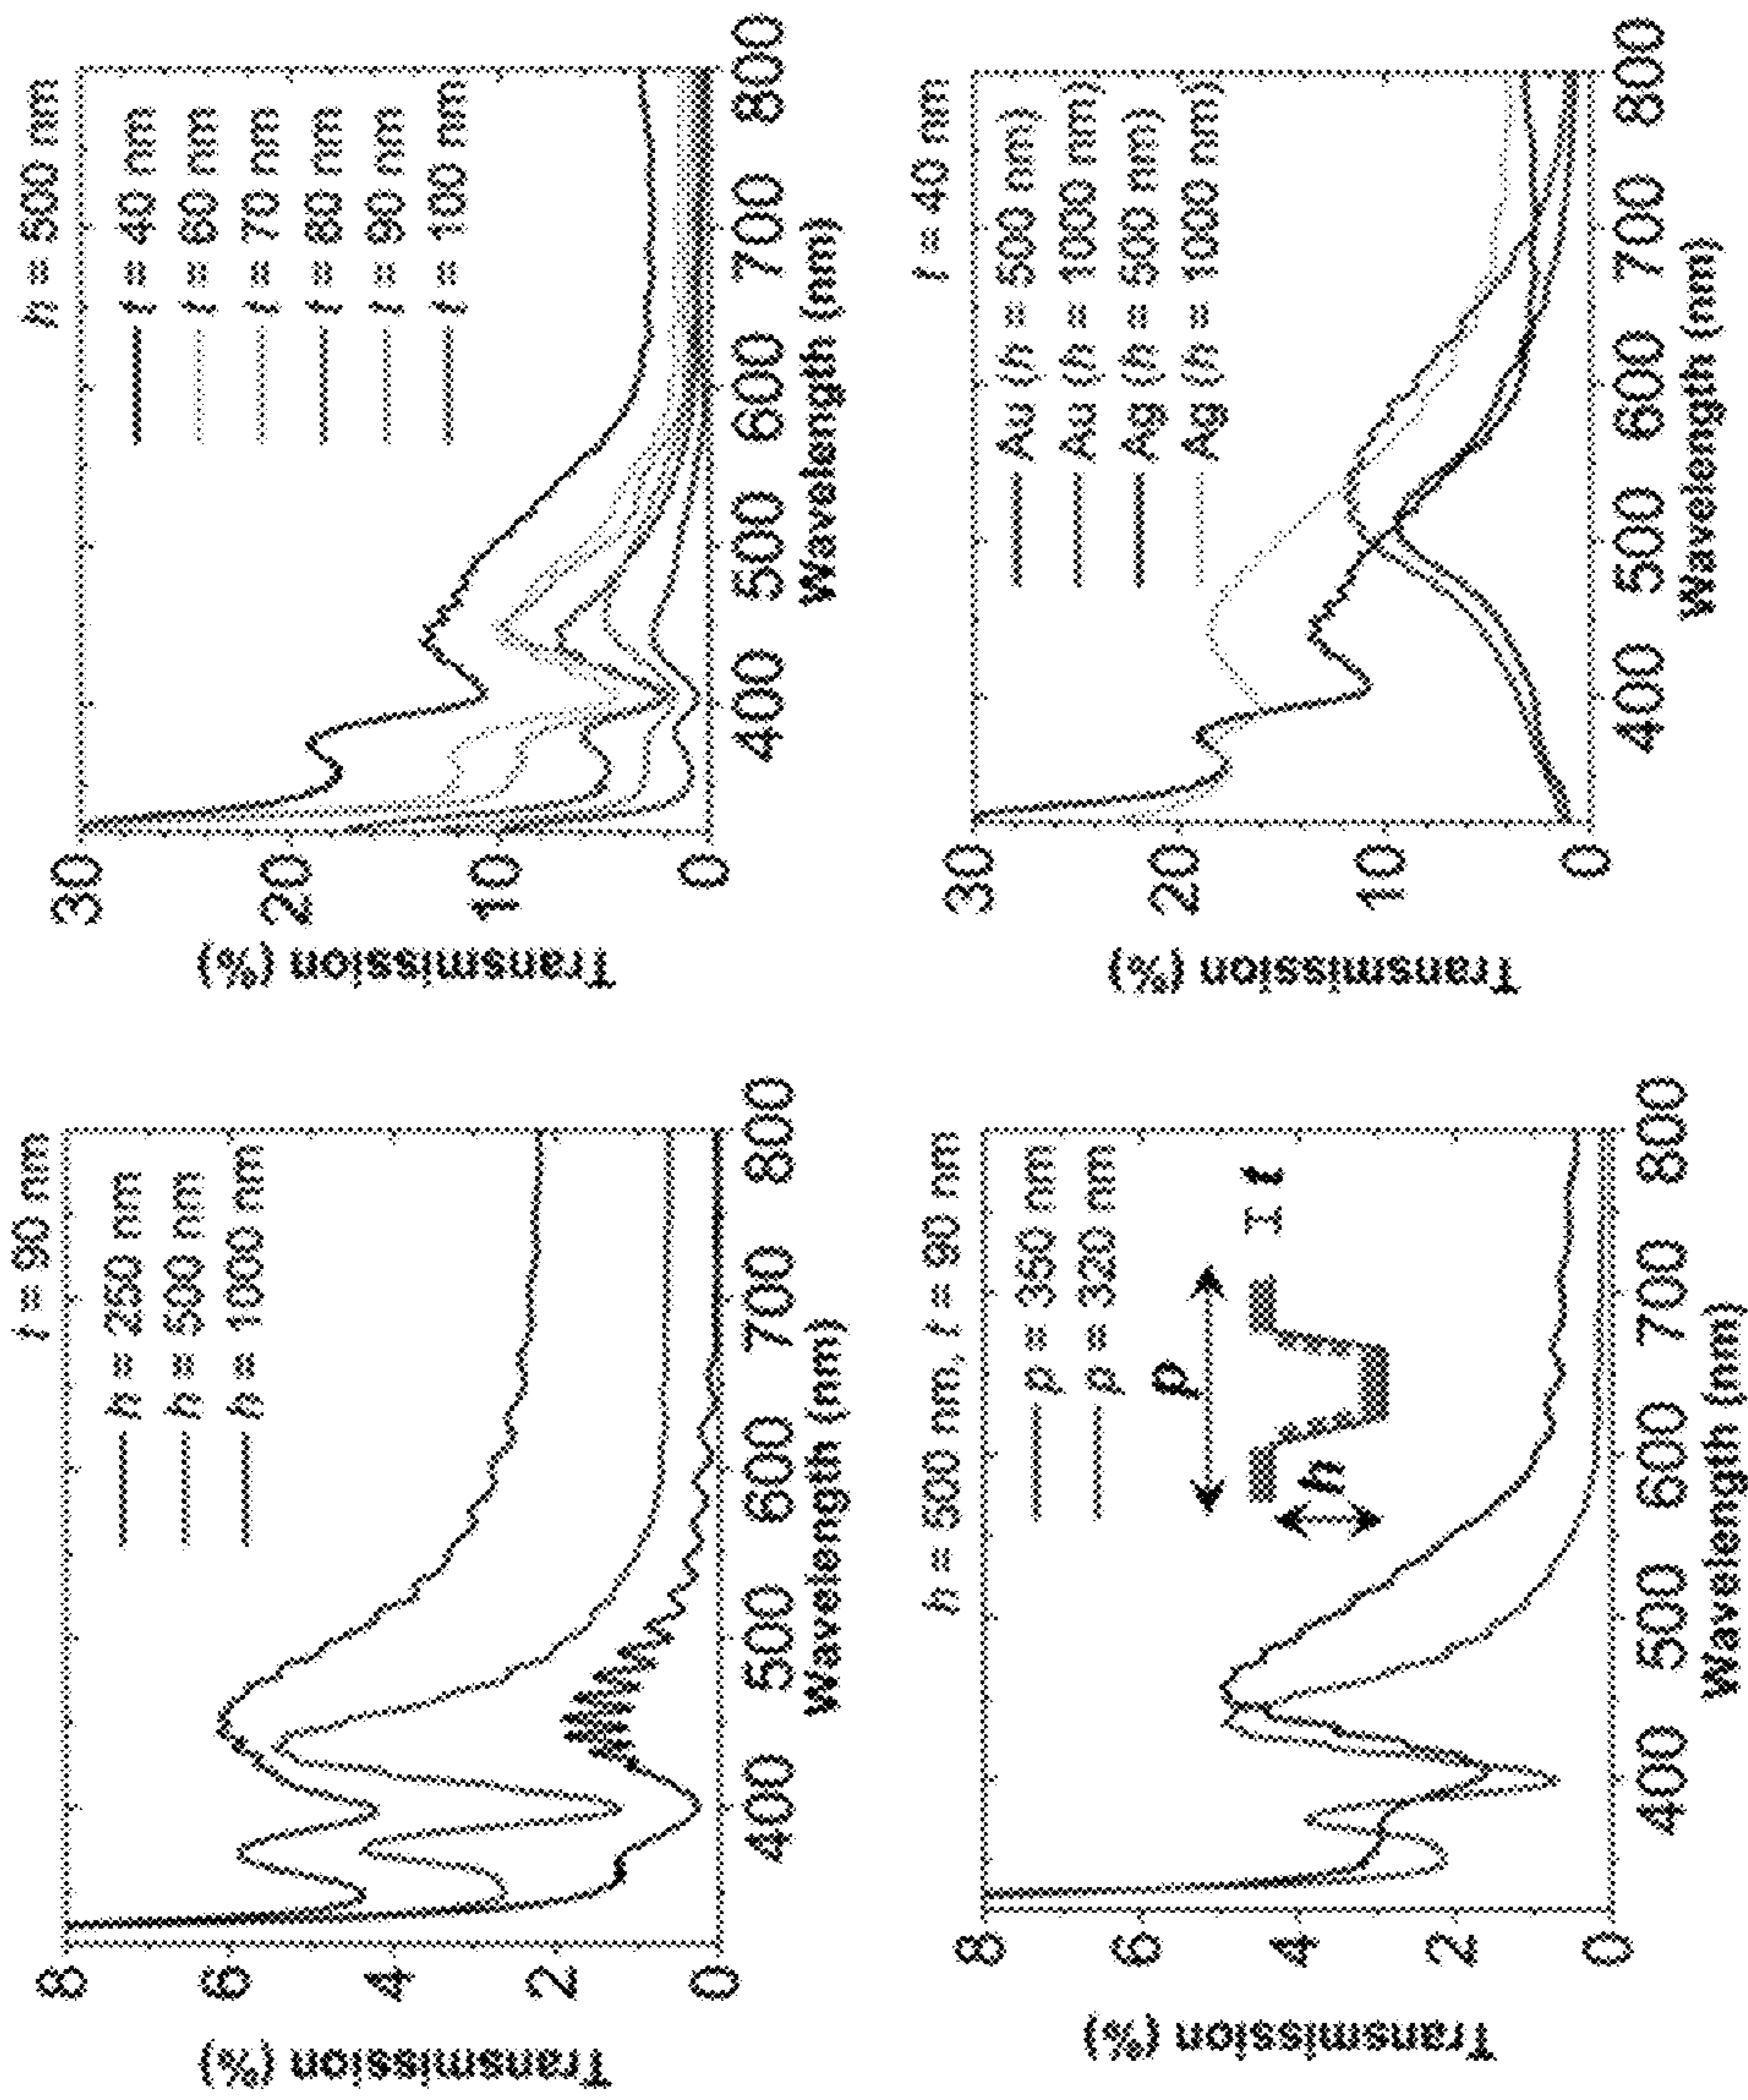 t = 90 nm
h = 250 nm
h = 500 nm
h = 1000 nm
8
6
4
2
0
400 500 600 700 800
Wavelength (nm)
Transmission (%)
h = 500 nm
t = 40 nm
t = 60 nm
t = 70 nm
t = 80 nm
t = 90 nm
t = 100 nm
30
20
10
0
400 500 600 700 800
Wavelength (nm)
Transmission (%)
h = 500 nm, t = 90 nm
p = 350 nm
p = 320 nm
p
h
t
8
6
4
2
0
400 500 600 700 800
Wavelength (nm)
Transmission (%)
t = 40 nm
Au (h = 500 nm)
Au (h = 1000 nm)
Ag (h = 500 nm)
Ag (h = 1000 nm)
30
20
10
0
400 500 600 700 800
Wavelength (nm)
Transmission (%)